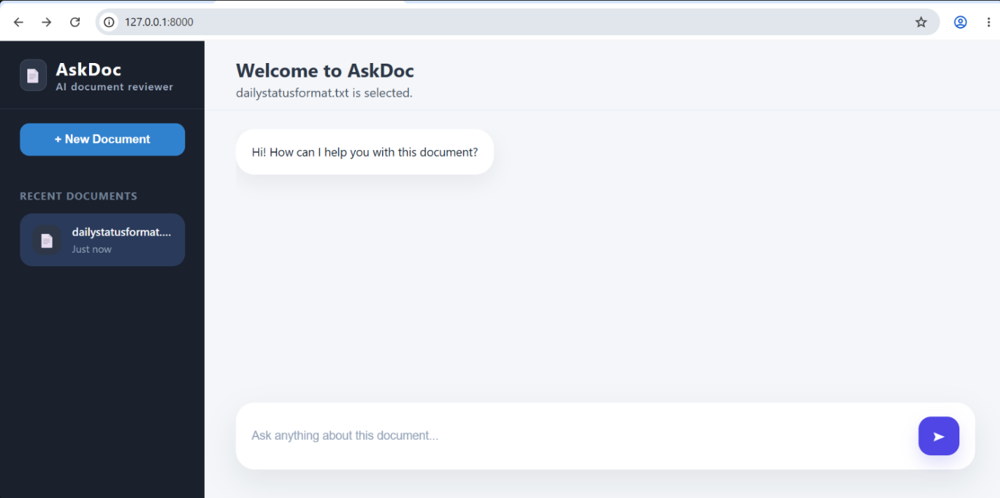 127.0.0.1:8000
AskDoc
AI document reviewer
+ New Document
RECENT DOCUMENTS
dailystatusformat....
Just now
Welcome to AskDoc
dailystatusformat.txt is selected.
Hi! How can I help you with this document?
Ask anything about this document...